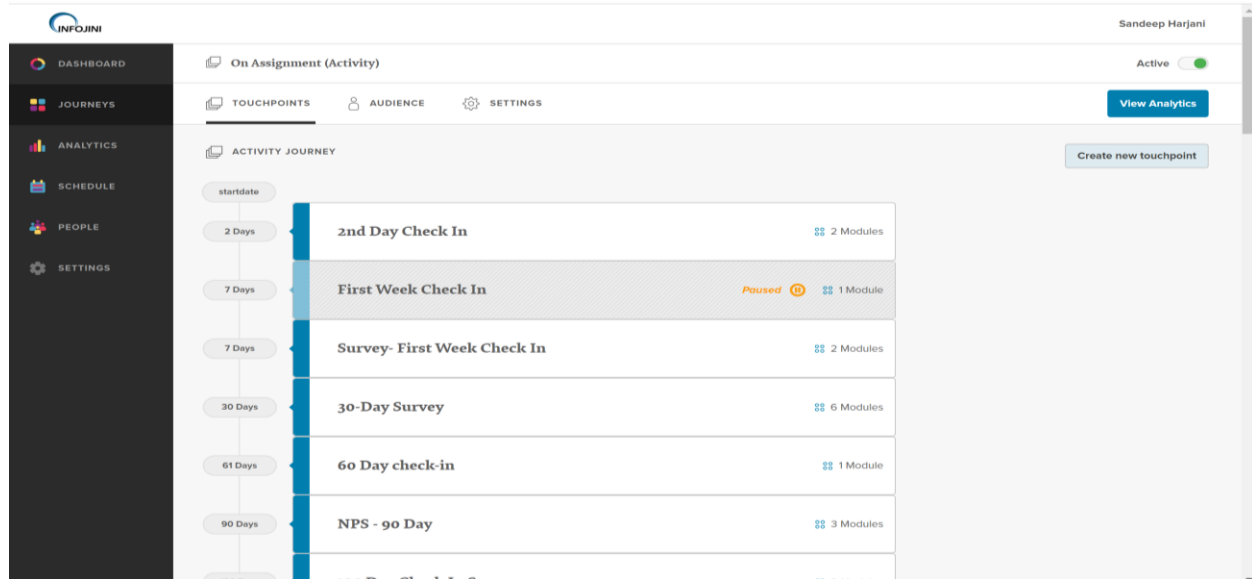 INFOJINI
Sandeep Harjani
DASHBOARD
On Assignment (Activity)
Active
JOURNEYS
TOUCHPOINTS
AUDIENCE
SETTINGS
View Analytics
ANALYTICS
ACTIVITY JOURNEY
Create new touchpoint
SCHEDULE
startdate
PEOPLE
2 Days
2nd Day Check In
2 Modules
SETTINGS
7 Days
First Week Check In
Paused
1 Module
7 Days
Survey- First Week Check In
2 Modules
30 Days
30-Day Survey
6 Modules
61 Days
60 Day check-in
1 Module
90 Days
NPS - 90 Day
3 Modules